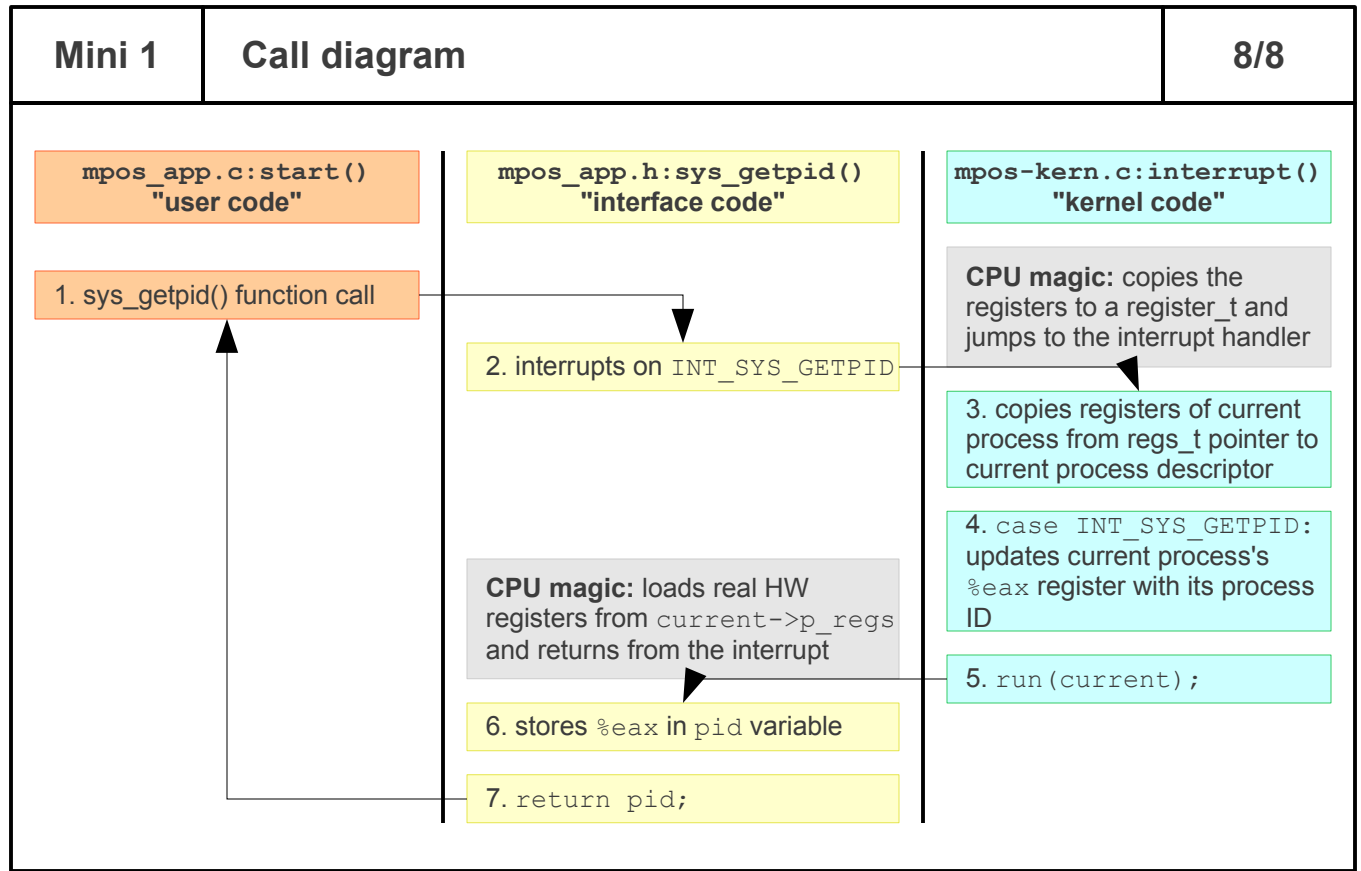 Mini 1
Call diagram
8/8
mpos_app.c:start()
"user code"
mpos_app.h:sys_getpid()
"interface code"
mpos-kern.c:interrupt()
"kernel code"
1. sys_getpid() function call
2. interrupts on INT_SYS_GETPID
CPU magic: copies the
registers to a register_t and
jumps to the interrupt handler
3. copies registers of current
process from regs_t pointer to
current process descriptor
4. case INT_SYS_GETPID:
updates current process's
%eax register with its process
ID
5. run(current);
CPU magic: loads real HW
registers from current->p_regs
and returns from the interrupt
6. stores %eax in pid variable
7. return pid;